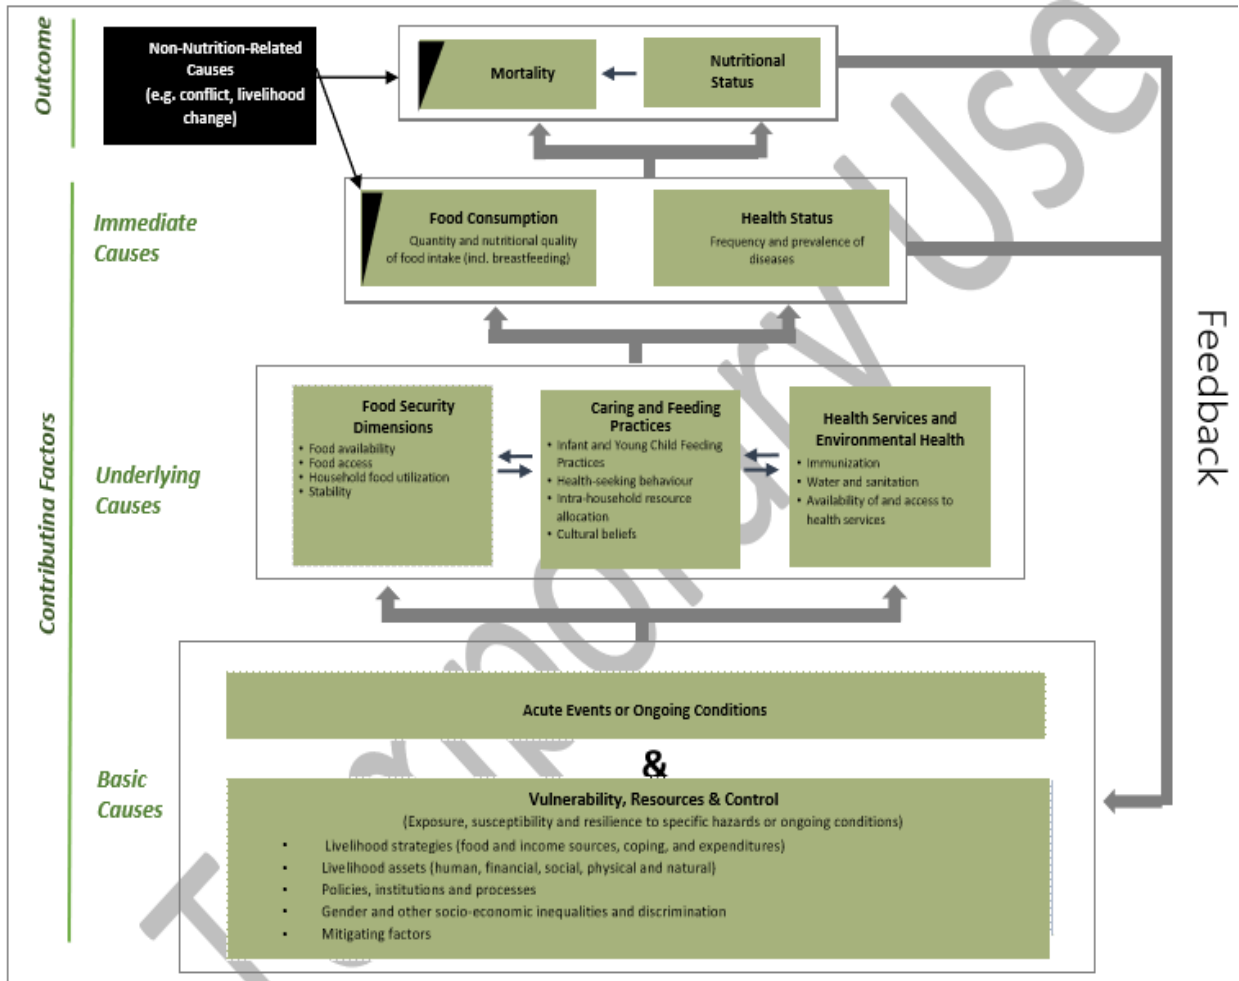 Outcome
Non-Nutrition-Related
Causes
(e.g. conflict, livelihood
change)
Mortality
Nutritional
Status
Immediate
Causes
Food Consumption
Quantity and nutritional quality
of food intake (incl. breastfeeding)
Health Status
Frequency and prevalence of
diseases
Feedback
Contributina Factors
Underlying
Causes
Food Security
Dimensions
• Food availability
• Food access
• Household food utilization
• Stability
Caring and Feeding
Practices
• Infant and Young Child Feeding
Practices
• Health-seeking behaviour
• Intra-household resource
allocation
• Cultural beliefs
Health Services and
Environmental Health
• Immunization
• Water and sanitation
• Availability of and access to
health services
Basic
Causes
Acute Events or Ongoing Conditions
&
Vulnerability, Resources & Control
(Exposure, susceptibility and resilience to specific hazards or ongoing conditions)
▪ Livelihood strategies (food and income sources, coping, and expenditures)
▪ Livelihood assets (human, financial, social, physical and natural)
▪ Policies, institutions and processes
▪ Gender and other socio-economic inequalities and discrimination
▪ Mitigating factors
Use